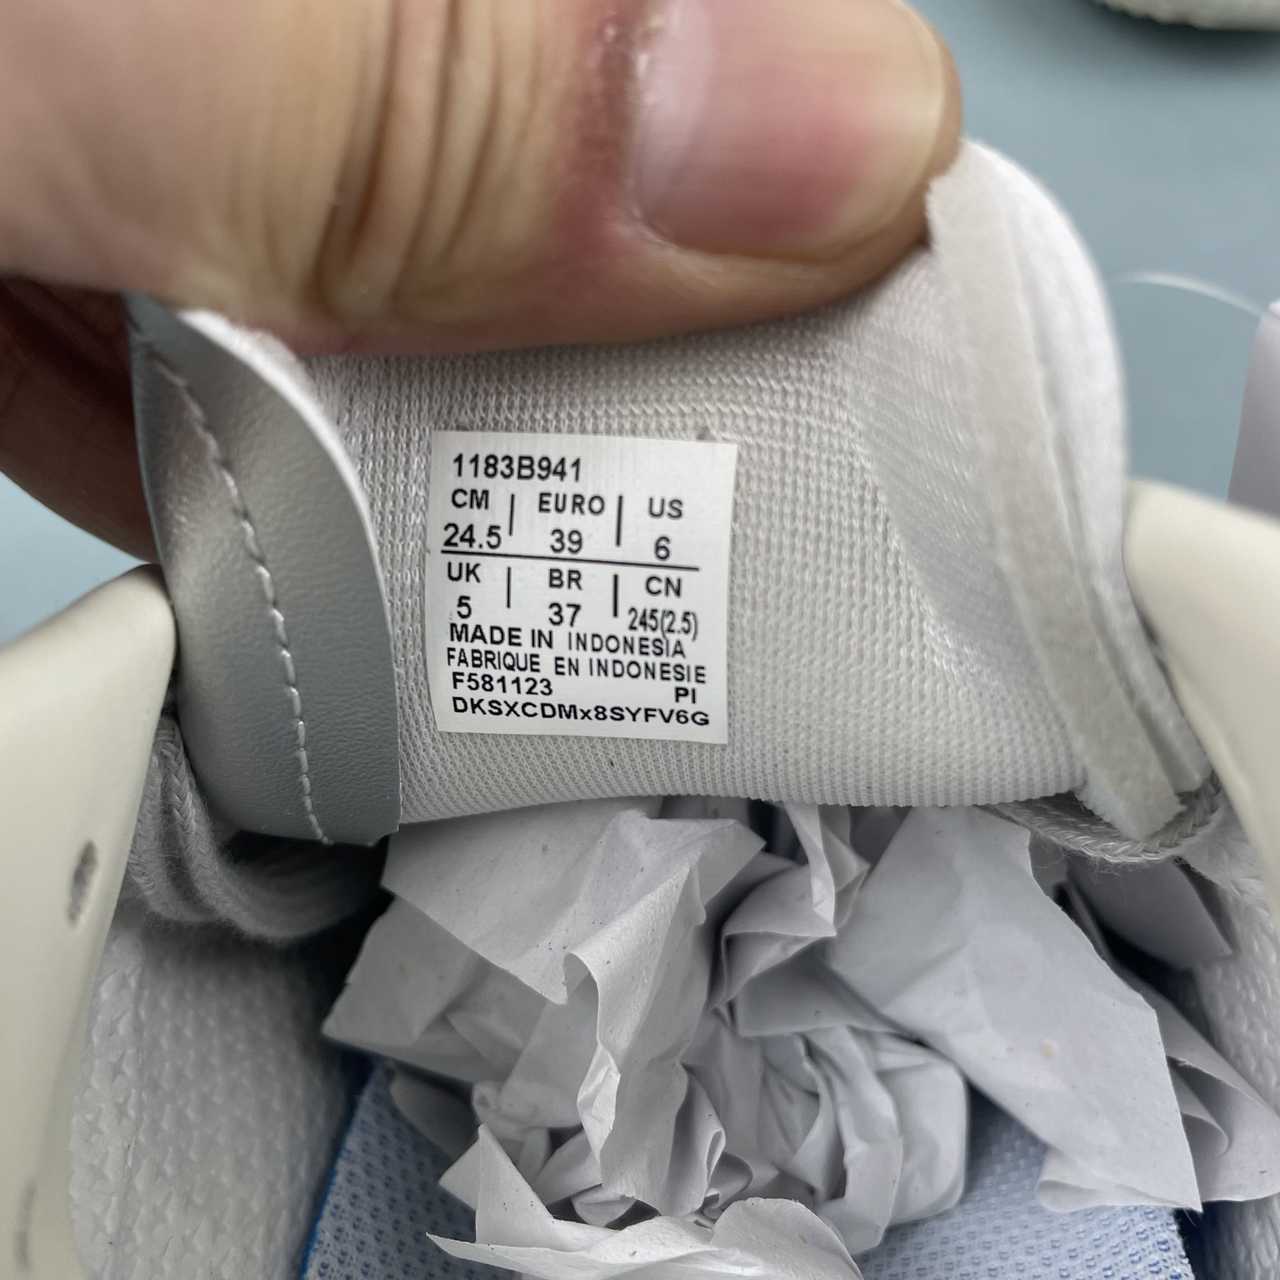 1183B941
CM | EURO | US
24.5 39 6
UK | BR | CN
5 37 245(2.5)
MADE IN INDONESIA
FABRIQUE EN INDONESIE
F581123 PI
DKSXCDMx8SYFV6G